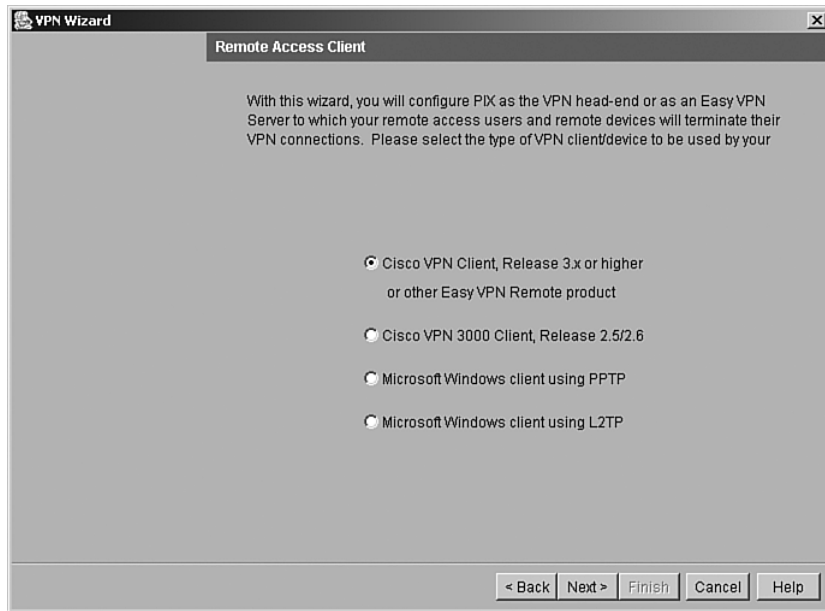 VPN Wizard
Remote Access Client
With this wizard, you will configure PIX as the VPN head-end or as an Easy VPN
Server to which your remote access users and remote devices will terminate their
VPN connections. Please select the type of VPN client/device to be used by your
Cisco VPN Client, Release 3.x or higher
or other Easy VPN Remote product
Cisco VPN 3000 Client, Release 2.5/2.6
Microsoft Windows client using PPTP
Microsoft Windows client using L2TP
< Back Next > Finish Cancel Help